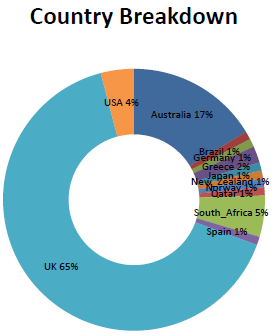 Country Breakdown
USA 4%
Australia 17%
Brazil 1%
Germany 1%
Greece 2%
Japan 1%
New_Zealand 1%
Norway 1%
Qatar 1%
South_Africa 5%
Spain 1%
UK 65%